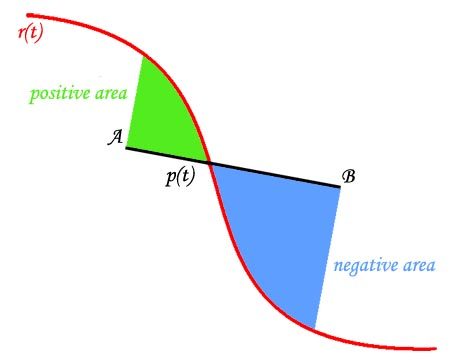 r(t)
positive area
A
p(t)
B
negative area